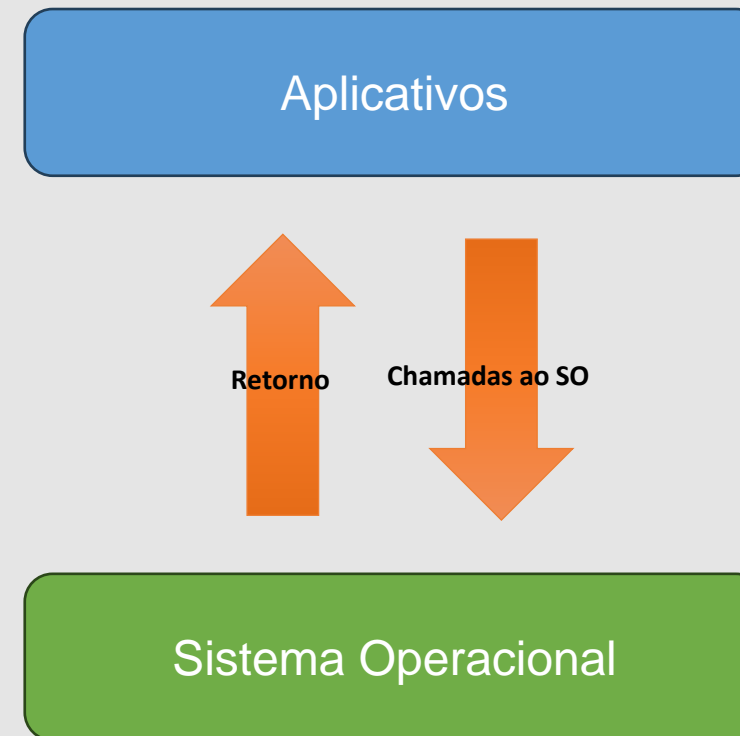 Aplicativos
Retorno
Chamadas ao SO
Sistema Operacional